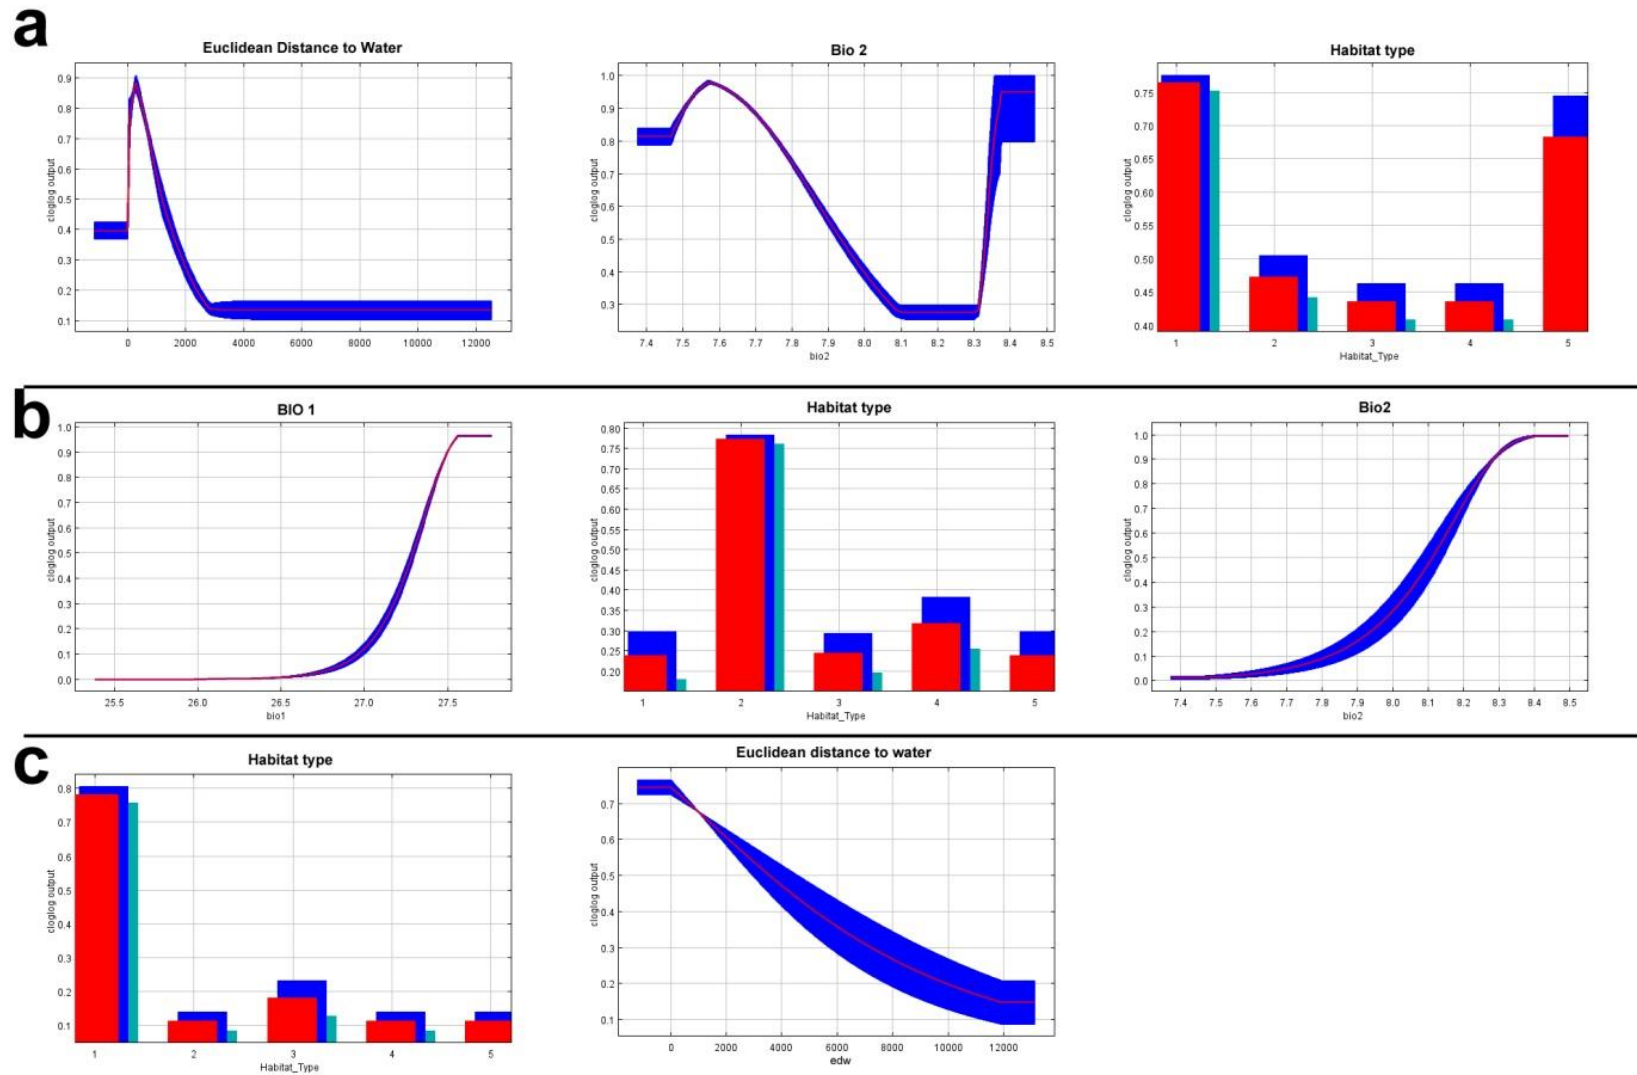 a
Euclidean Distance to Water
cloglog output
0.9
0.8
0.7
0.6
0.5
0.4
0.3
0.2
0.1
0 2000 4000 6000 8000 10000 12000
Bio 2
cloglog output
1.0
0.9
0.8
0.7
0.6
0.5
0.4
0.3
7.4 7.5 7.6 7.7 7.8 7.9 8.0 8.1 8.2 8.3 8.4 8.5
bio2
Habitat type
cloglog output
0.75
0.70
0.65
0.60
0.55
0.50
0.45
0.40
1 2 3 4 5
Habitat_Type
b
BIO 1
cloglog output
1.0
0.9
0.8
0.7
0.6
0.5
0.4
0.3
0.2
0.1
0.0
25.5 26.0 26.5 27.0 27.5
bio1
Habitat type
cloglog output
0.80
0.75
0.70
0.65
0.60
0.55
0.50
0.45
0.40
0.35
0.30
0.25
0.20
1 2 3 4 5
Habitat_Type
Bio2
cloglog output
1.0
0.9
0.8
0.7
0.6
0.5
0.4
0.3
0.2
0.1
0.0
7.4 7.5 7.6 7.7 7.8 7.9 8.0 8.1 8.2 8.3 8.4 8.5
bio2
c
Habitat type
cloglog output
0.8
0.7
0.6
0.5
0.4
0.3
0.2
0.1
1 2 3 4 5
Habitat_Type
Euclidean distance to water
cloglog output
0.7
0.6
0.5
0.4
0.3
0.2
0.1
0 2000 4000 6000 8000 10000 12000
edw